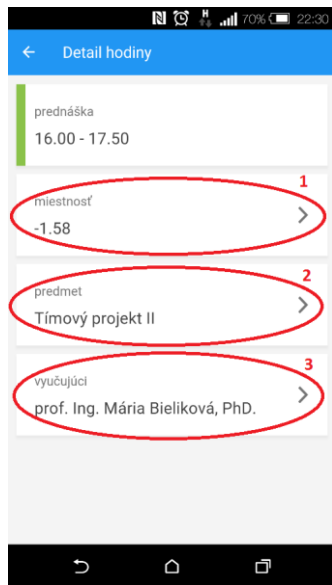 H 70% 22:30
Detail hodiny
prednáška
16.00 - 17.50
1
miestnosť
-1.58
2
predmet
Tímový projekt II
3
vyučujúci
prof. Ing. Mária Bieliková, PhD.